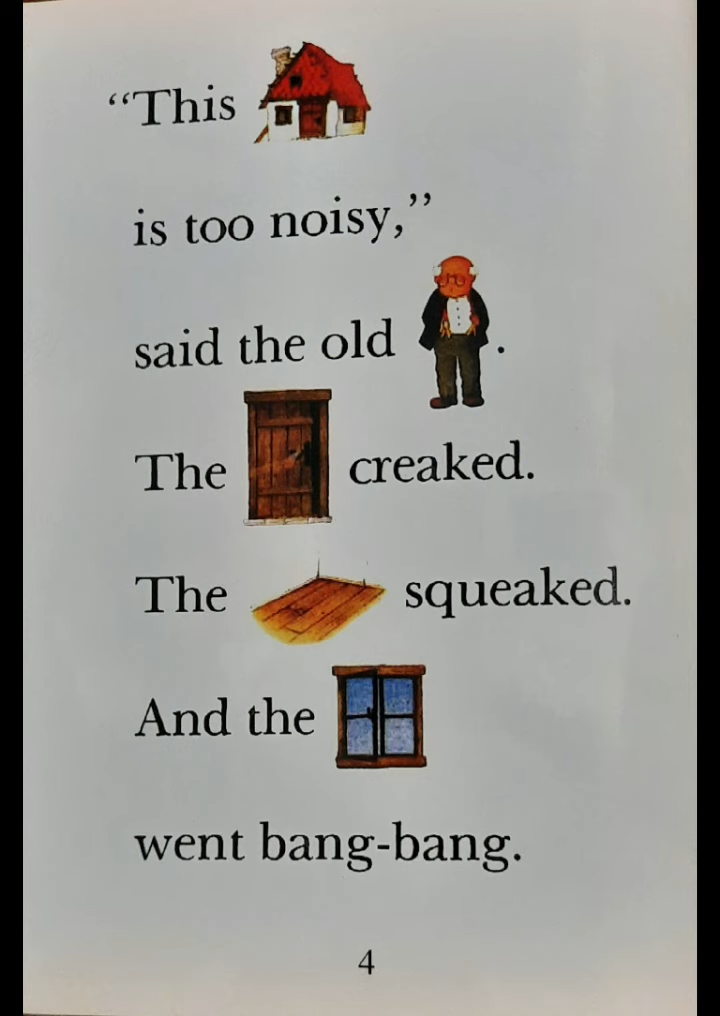 “This
is too noisy,”
said the old .
The creaked.
The squeaked.
And the
went bang-bang.
4